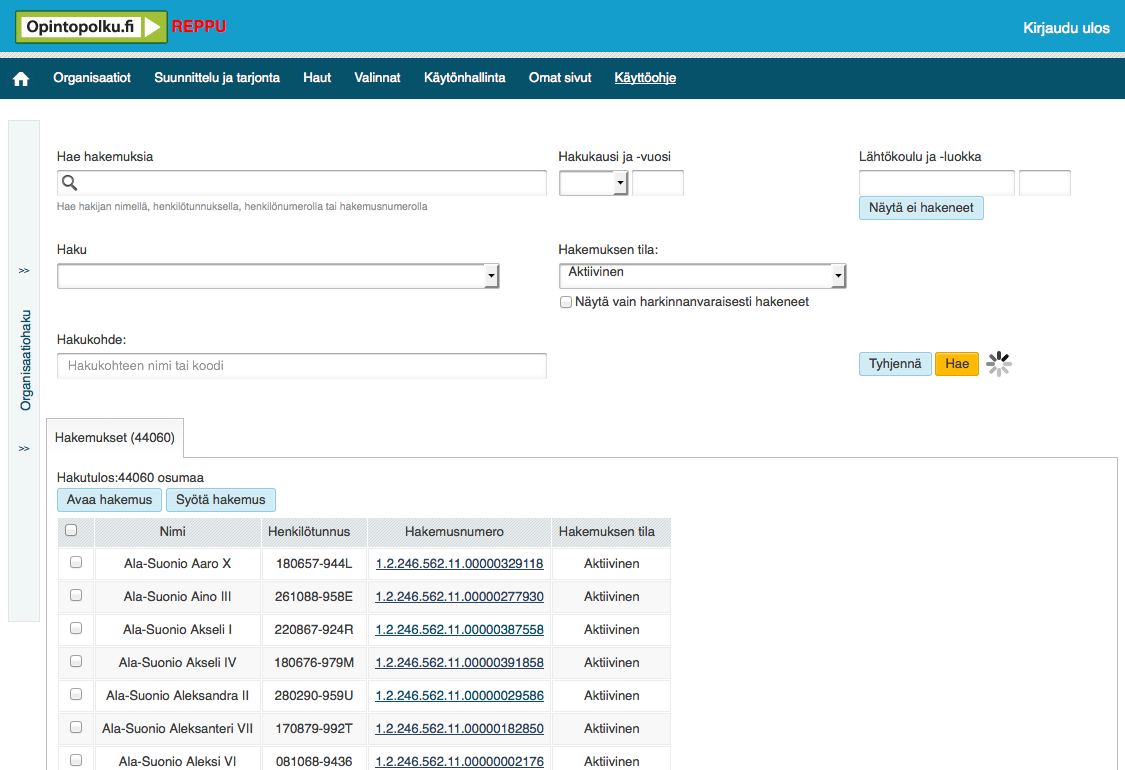 Opintopolku.fi REPPU
Kirjaudu ulos
Organisaatiot Suunnittelu ja tarjonta Haut Valinnat Käytönhallinta Omat sivut Käyttöohje
>>
Organisaatiohaku
>>
Hae hakemuksia
Hae hakijan nimellä, henkilötunnuksella, henkilönumerolla tai hakemusnumerolla
Hakukausi ja -vuosi
Lähtökoulu ja -luokka
Näytä ei hakeneet
Haku
Hakemuksen tila:
Aktiivinen
Näytä vain harkinnanvaraisesti hakeneet
Hakukohde:
Hakukohteen nimi tai koodi
Tyhjennä Hae
Hakemukset (44060)
Hakutulos:44060 osumaa
Avaa hakemus Syötä hakemus
Nimi Henkilötunnus Hakemusnumero Hakemuksen tila
Ala-Suonio Aaro X 180657-944L 1.2.246.562.11.00000329118 Aktiivinen
Ala-Suonio Aino III 261088-958E 1.2.246.562.11.00000277930 Aktiivinen
Ala-Suonio Akseli I 220867-924R 1.2.246.562.11.00000387558 Aktiivinen
Ala-Suonio Akseli IV 180676-979M 1.2.246.562.11.00000391858 Aktiivinen
Ala-Suonio Aleksandra II 280290-959U 1.2.246.562.11.00000029586 Aktiivinen
Ala-Suonio Aleksanteri VII 170879-992T 1.2.246.562.11.00000182850 Aktiivinen
Ala-Suonio Aleksi VI 081068-9436 1.2.246.562.11.00000002176 Aktiivinen